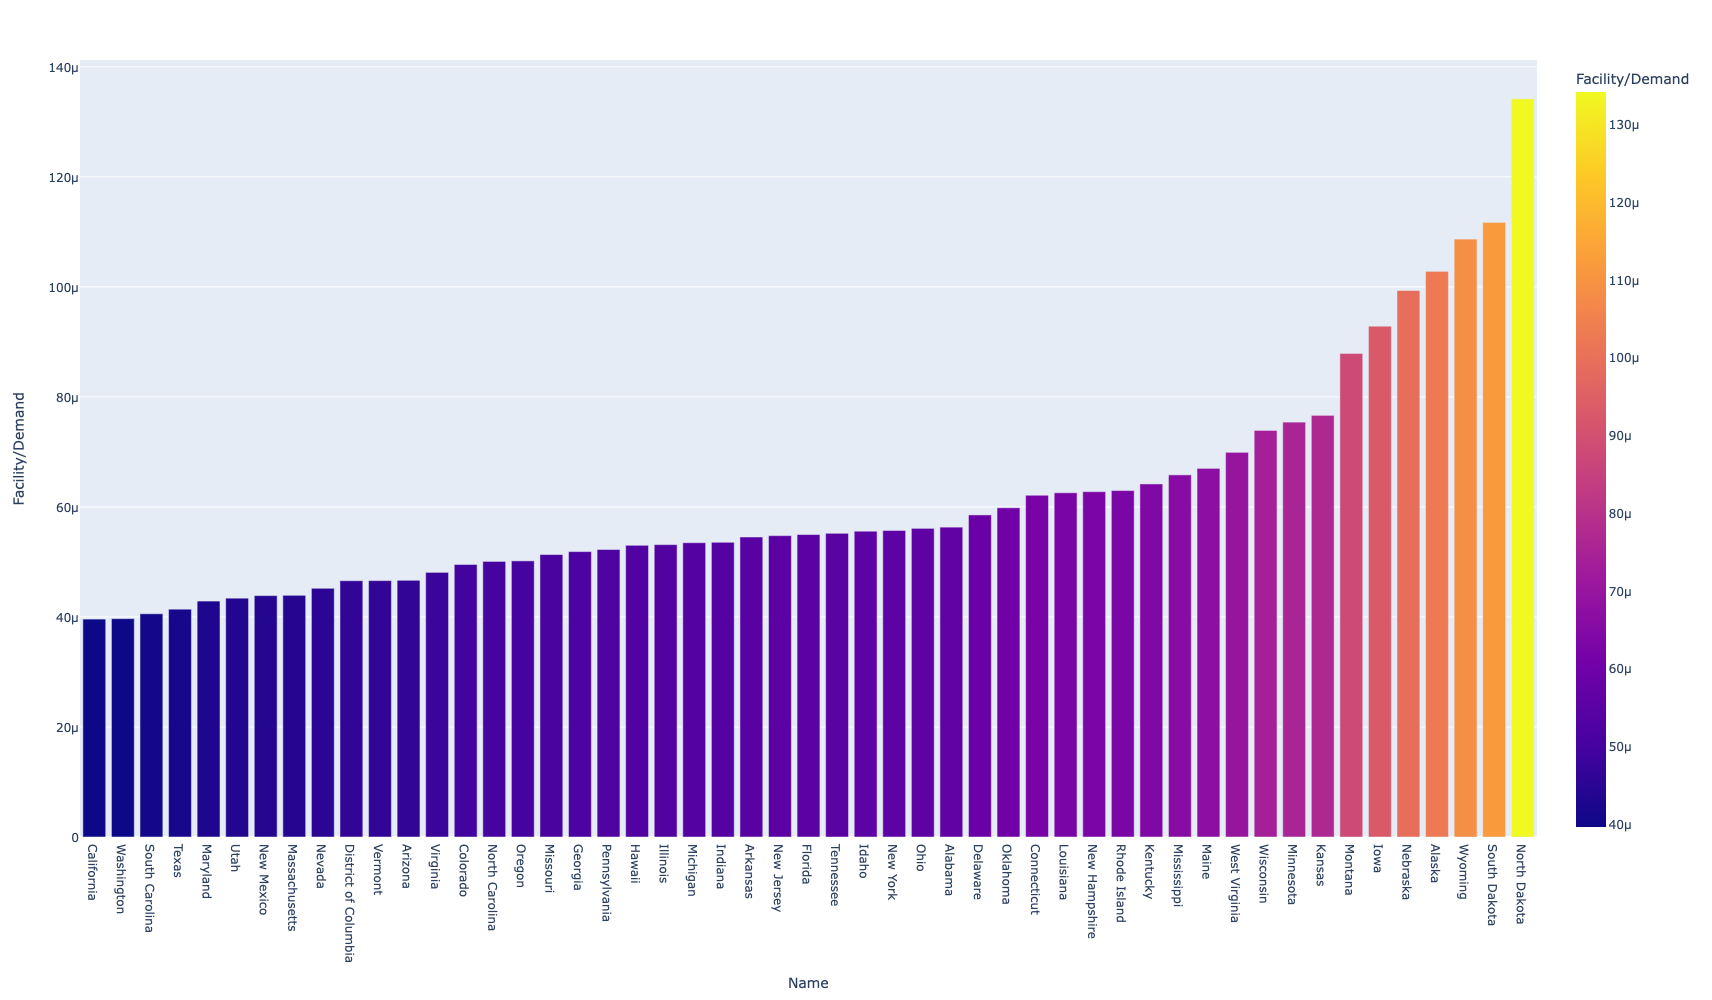 140μ
120μ
100μ
80μ
60μ
40μ
20μ
0
Facility/Demand
California
Washington
South Carolina
Texas
Maryland
Utah
New Mexico
Massachusetts
Nevada
District of Columbia
Vermont
Arizona
Virginia
Colorado
North Carolina
Oregon
Missouri
Georgia
Pennsylvania
Hawaii
Illinois
Michigan
Indiana
Arkansas
New Jersey
Florida
Tennessee
Idaho
New York
Ohio
Alabama
Delaware
Oklahoma
Connecticut
Louisiana
New Hampshire
Rhode Island
Kentucky
Mississippi
Maine
West Virginia
Wisconsin
Minnesota
Kansas
Montana
Iowa
Nebraska
Alaska
Wyoming
South Dakota
North Dakota
Name
Facility/Demand
130μ
120μ
110μ
100μ
90μ
80μ
70μ
60μ
50μ
40μ